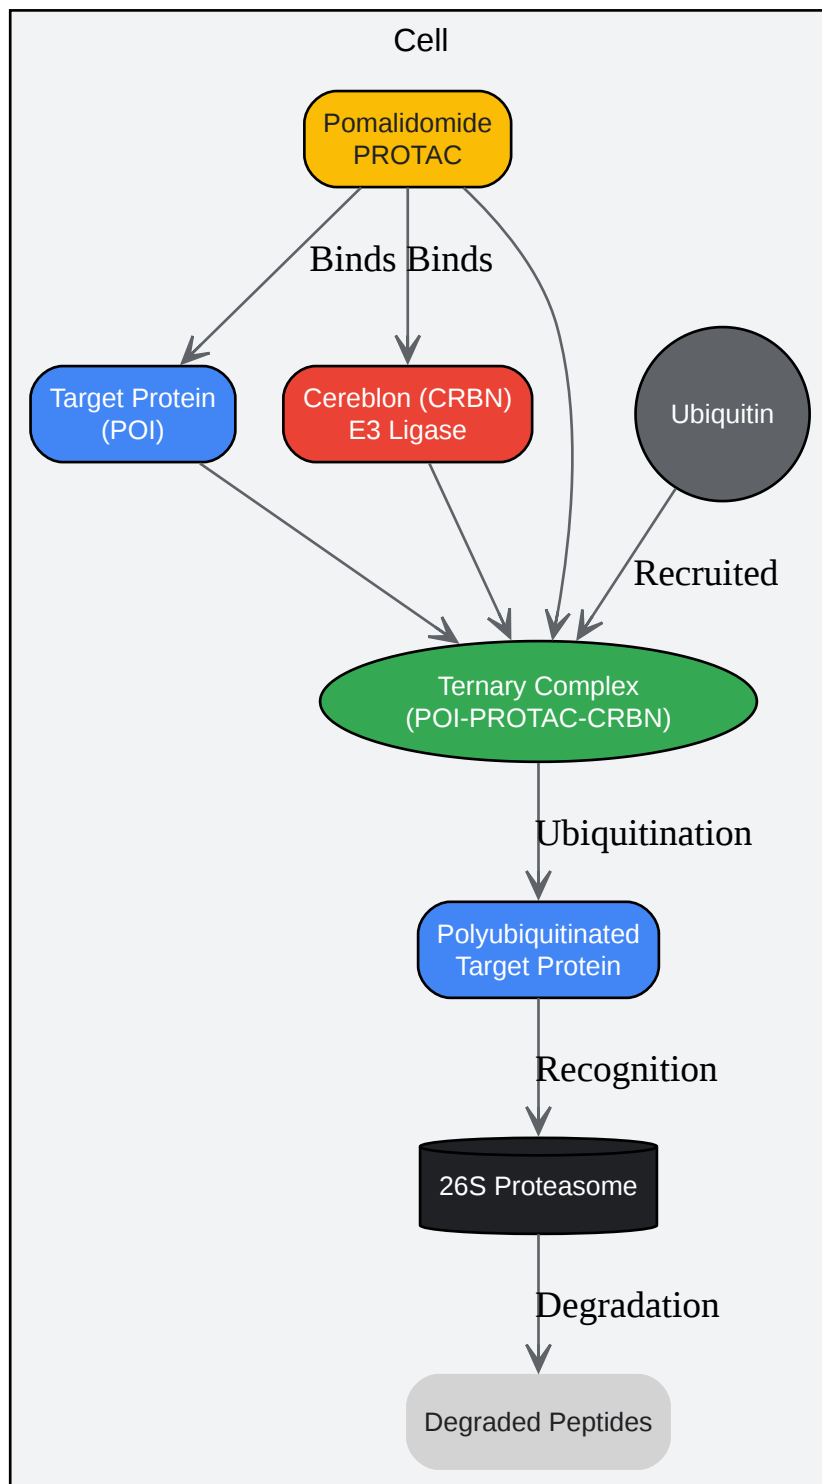 Cell
Pomalidomide
PROTAC
Binds
Binds
Target Protein
(POI)
Cereblon (CRBN)
E3 Ligase
Ubiquitin
Recruited
Ternary Complex
(POI-PROTAC-CRBN)
Ubiquitination
Polyubiquitinated
Target Protein
Recognition
26S Proteasome
Degradation
Degraded Peptides